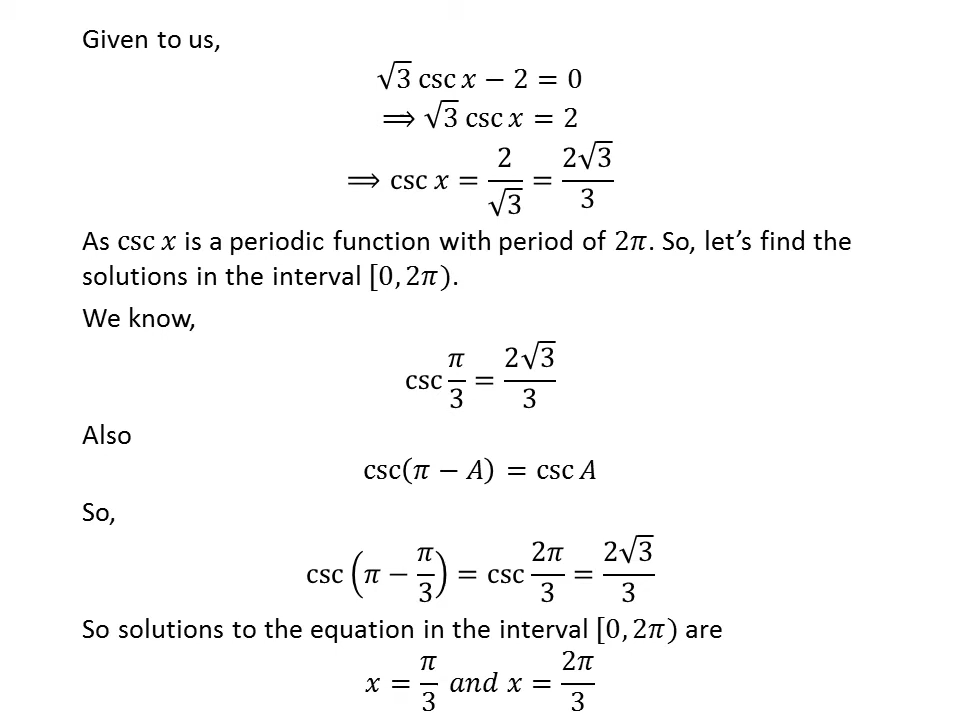 Given to us,
√3 csc x − 2 = 0
⟹ √3 csc x = 2
⟹ csc x = 2/√3 = 2√3/3
As csc x is a periodic function with period of 2π. So, let’s find the
solutions in the interval [0, 2π).
We know,
csc π/3 = 2√3/3
Also
csc(π − A) = csc A
So,
csc (π − π/3) = csc 2π/3 = 2√3/3
So solutions to the equation in the interval [0, 2π) are
x = π/3 and x = 2π/3